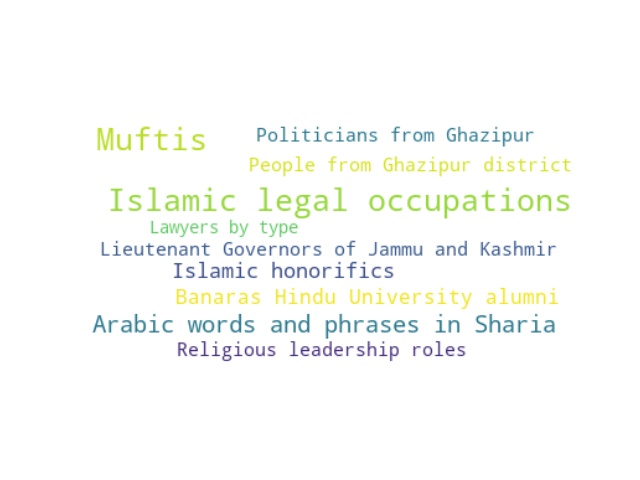 Muftis
Politicians from Ghazipur
People from Ghazipur district
Islamic legal occupations
Lawyers by type
Lieutenant Governors of Jammu and Kashmir
Islamic honorifics
Banaras Hindu University alumni
Arabic words and phrases in Sharia
Religious leadership roles